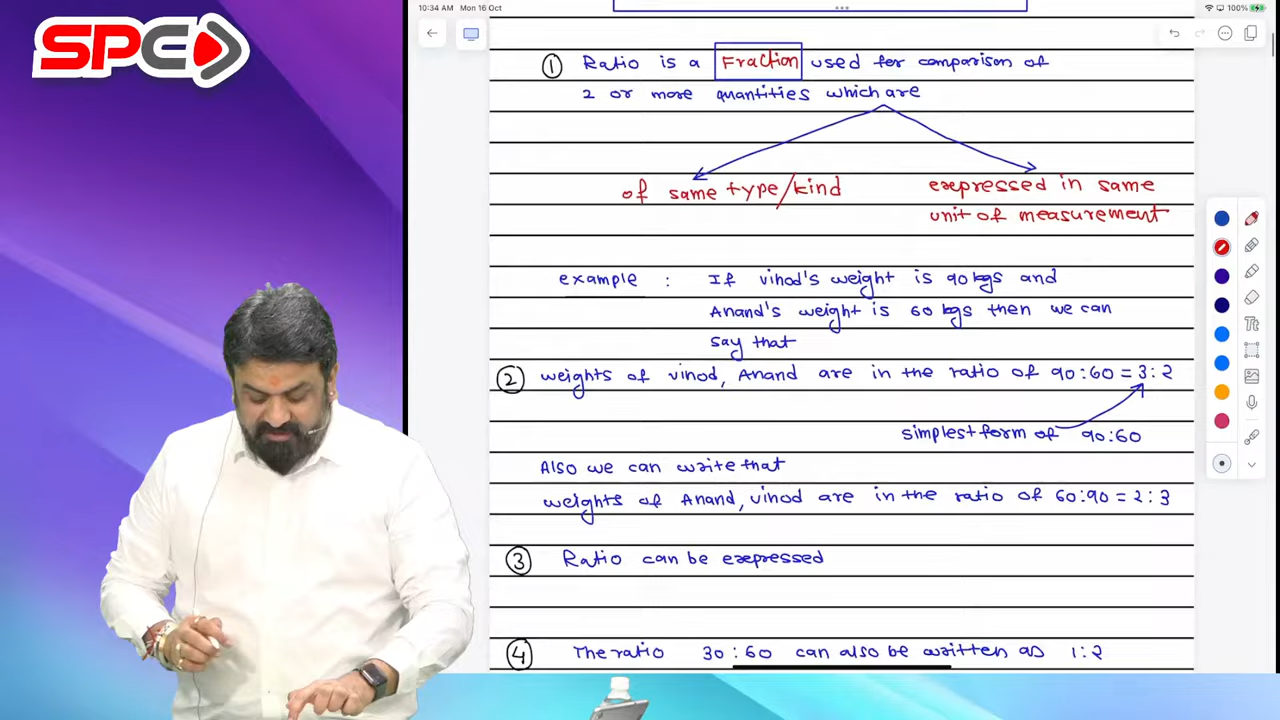 SPC
10:34 AM Mon 16 Oct
100%
① Ratio is a Fraction used for comparison of
2 or more quantities which are
of same type/kind
expressed in same
unit of measurement
example : If vinod's weight is 90 kgs and
Anand's weight is 60 kgs then we can
say that
② weights of vinod, Anand are in the ratio of 90:60 = 3:2
simplest form of 90:60
Also we can write that
weights of Anand, vinod are in the ratio of 60:90 = 2:3
③ Ratio can be expressed
④ The ratio 30:60 can also be written as 1:2
Tt